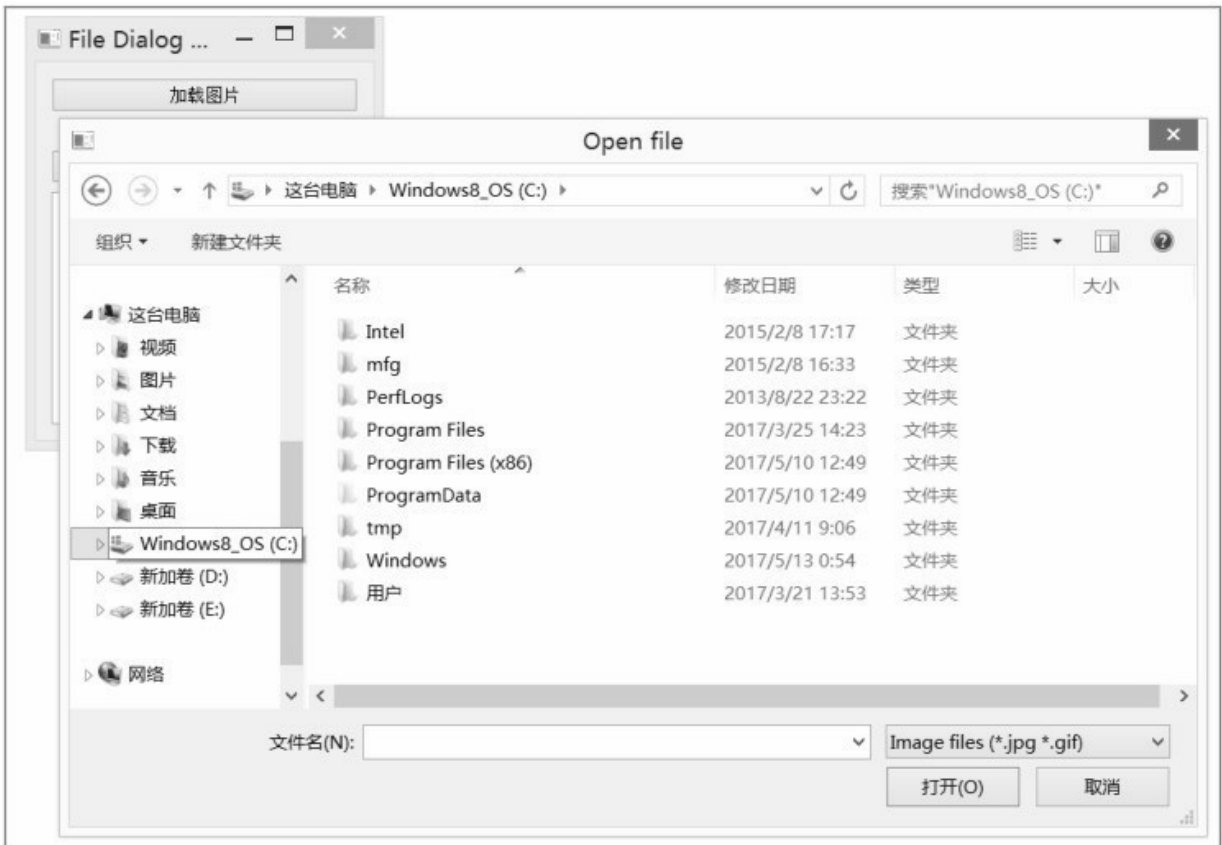 File Dialog ...
加载图片
Open file
这台电脑 Windows8_OS (C:)
搜索"Windows8_OS (C:)"
组织 新建文件夹
名称 修改日期 类型 大小
这台电脑
视频
图片
文档
下载
音乐
桌面
Windows8_OS (C:)
新加卷 (D:)
新加卷 (E:)
网络
Intel 2015/2/8 17:17 文件夹
mfg 2015/2/8 16:33 文件夹
PerfLogs 2013/8/22 23:22 文件夹
Program Files 2017/3/25 14:23 文件夹
Program Files (x86) 2017/5/10 12:49 文件夹
ProgramData 2017/5/10 12:49 文件夹
tmp 2017/4/11 9:06 文件夹
Windows 2017/5/13 0:54 文件夹
用户 2017/3/21 13:53 文件夹
文件名(N): Image files (*.jpg *.gif)
打开(O) 取消